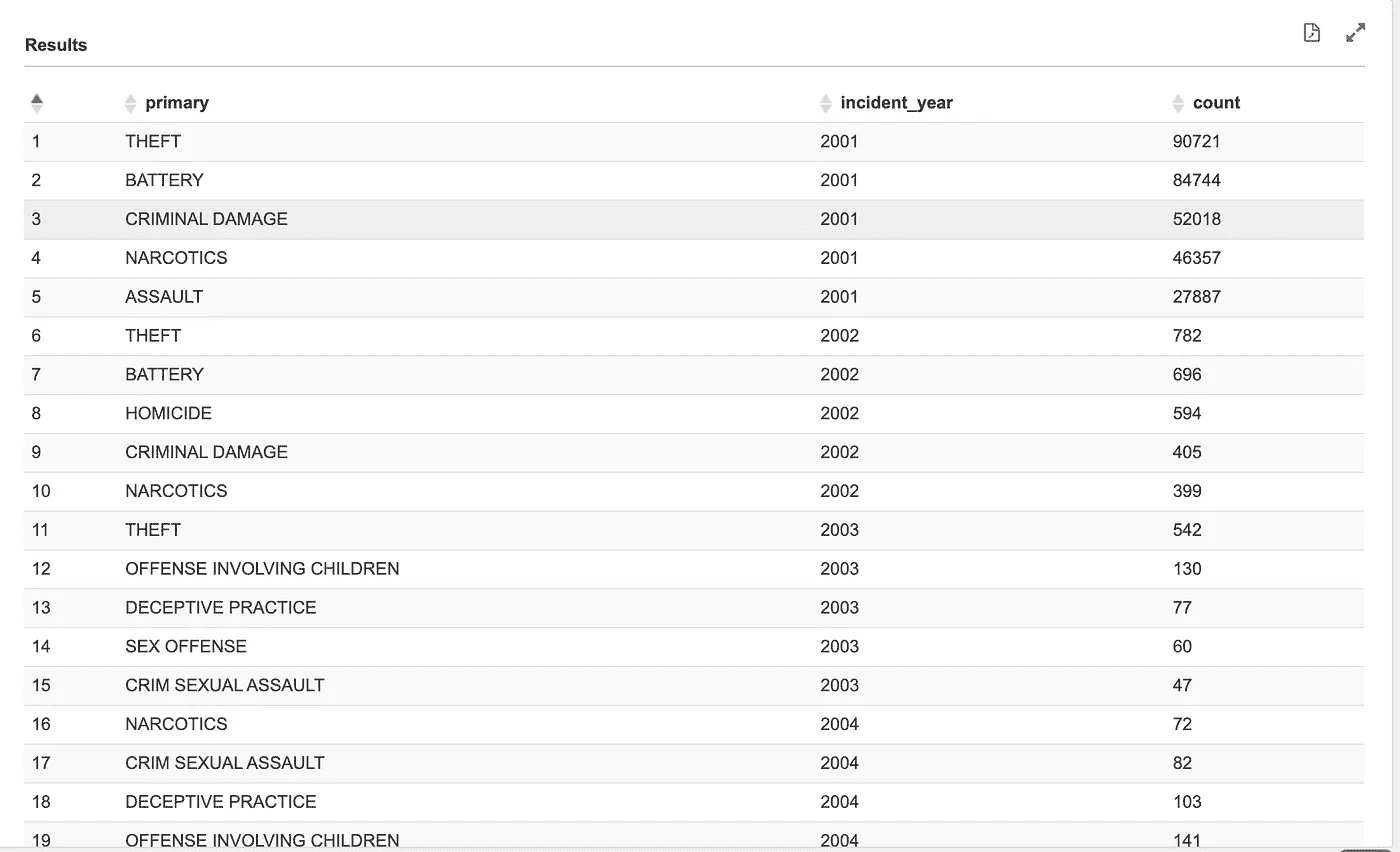 Results
primary incident_year count
1 THEFT 2001 90721
2 BATTERY 2001 84744
3 CRIMINAL DAMAGE 2001 52018
4 NARCOTICS 2001 46357
5 ASSAULT 2001 27887
6 THEFT 2002 782
7 BATTERY 2002 696
8 HOMICIDE 2002 594
9 CRIMINAL DAMAGE 2002 405
10 NARCOTICS 2002 399
11 THEFT 2003 542
12 OFFENSE INVOLVING CHILDREN 2003 130
13 DECEPTIVE PRACTICE 2003 77
14 SEX OFFENSE 2003 60
15 CRIM SEXUAL ASSAULT 2003 47
16 NARCOTICS 2004 72
17 CRIM SEXUAL ASSAULT 2004 82
18 DECEPTIVE PRACTICE 2004 103
19 OFFENSE INVOLVING CHILDREN 2004 141